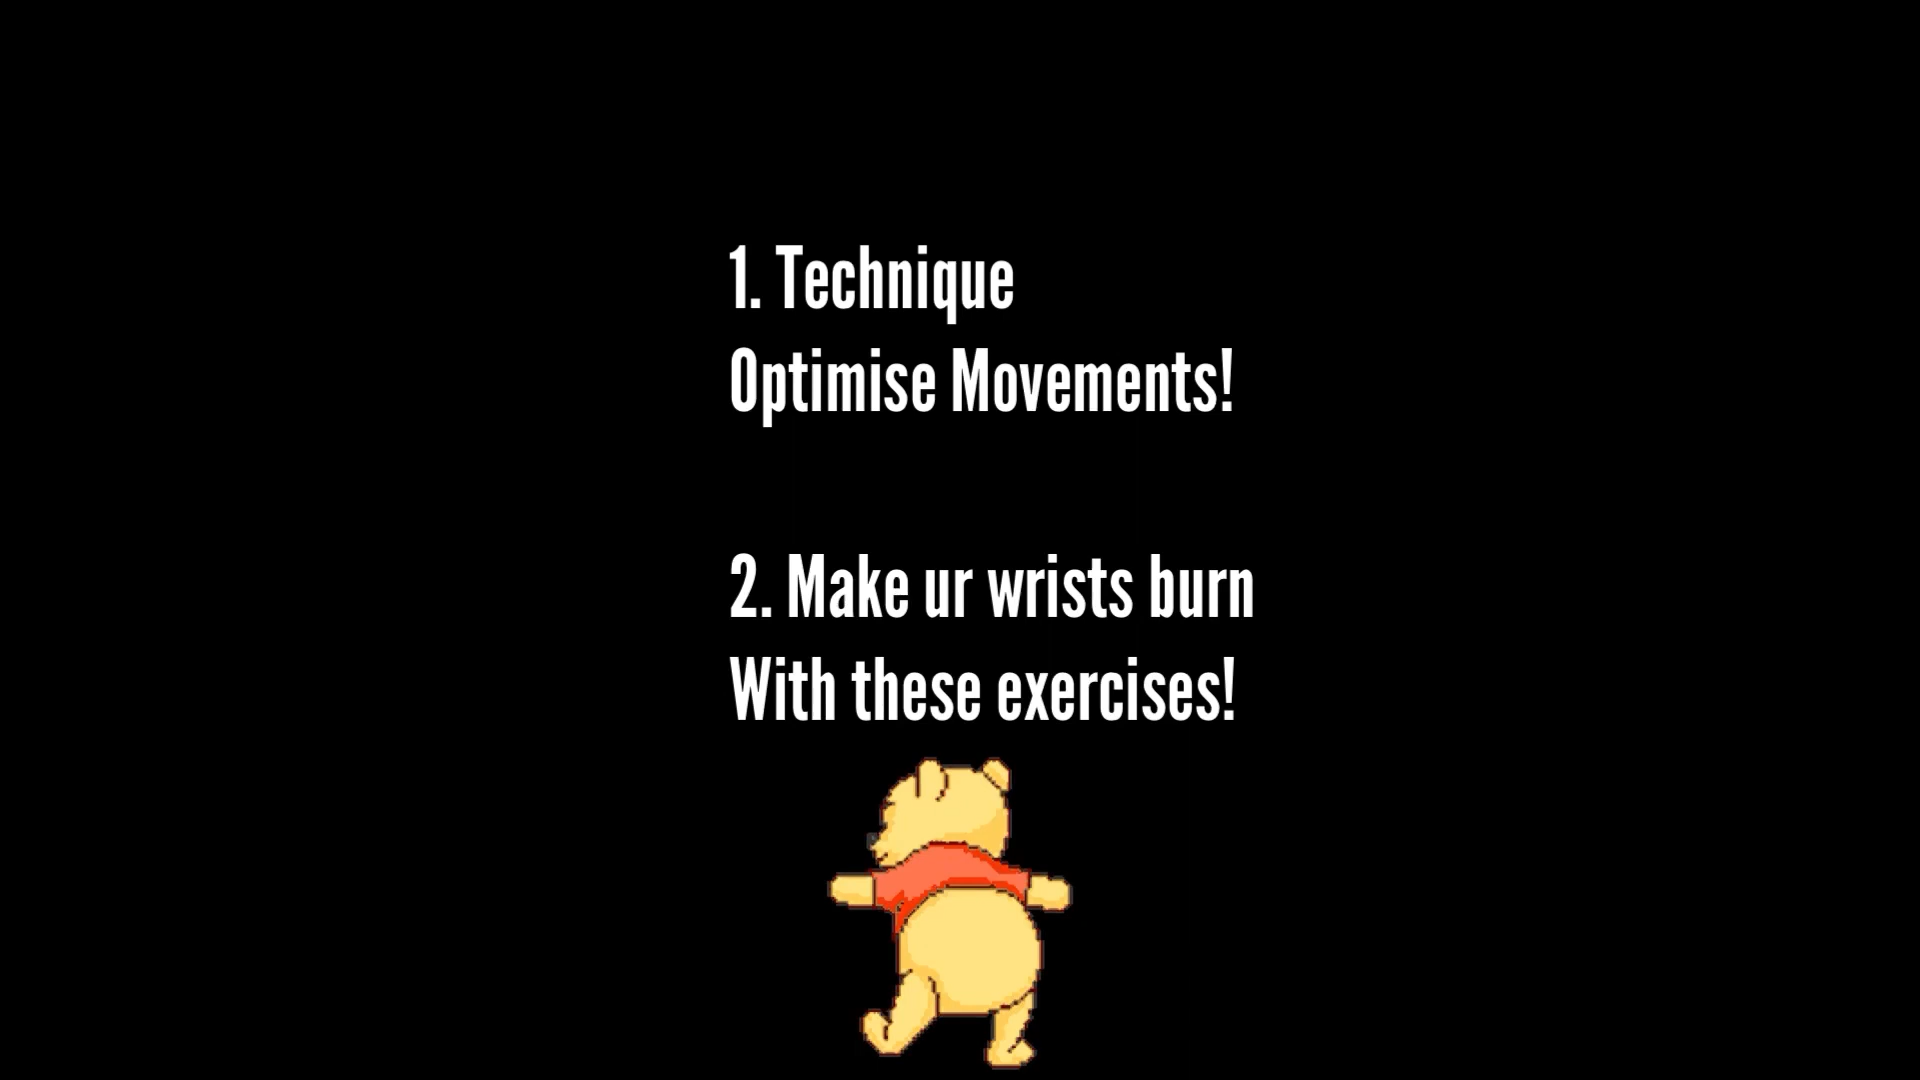 1. Technique
Optimise Movements!
2. Make ur wrists burn
With these exercises!